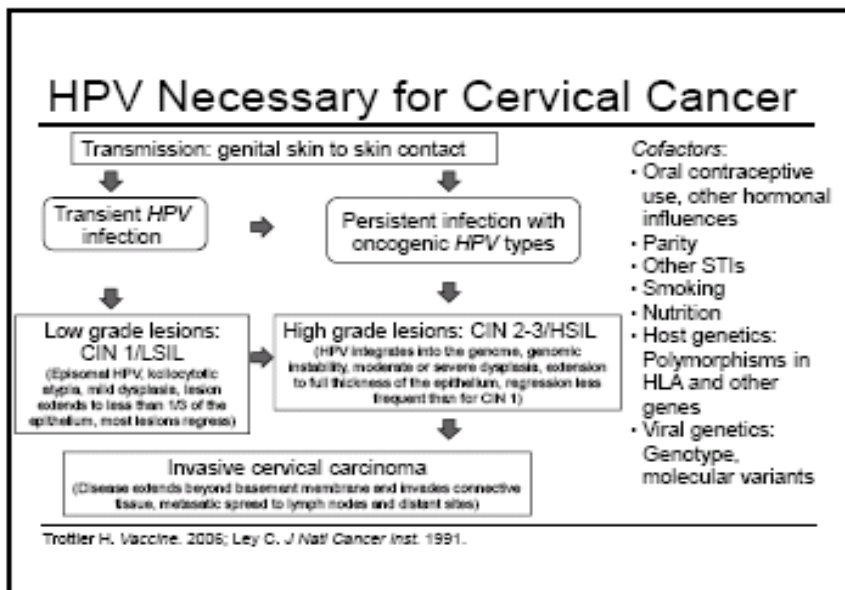 HPV Necessary for Cervical Cancer
Transmission: genital skin to skin contact
Transient HPV
infection
Persistent infection with
oncogenic HPV types
Low grade lesions:
CIN 1/LSIL
(Episomal HPV, koilocytotic
atypia, mild dysplasia, lesion
extends to less than 1/3 of the
epithelium, most lesions regress)
High grade lesions: CIN 2-3/HSIL
(HPV integrates into the genome, genomic
instability, moderate or severe dysplasia, extension
to full thickness of the epithelium, regression less
frequent than for CIN 1)
Invasive cervical carcinoma
(Disease extends beyond basement membrane and invades connective
tissue, metasatic spread to lymph nodes and distant sites)
Cofactors:
• Oral contraceptive
use, other hormonal
influences
• Parity
• Other STIs
• Smoking
• Nutrition
• Host genetics:
Polymorphisms in
HLA and other
genes
• Viral genetics:
Genotype,
molecular variants
Trottier H. Vaccine. 2006; Ley C. J Natl Cancer Inst. 1991.